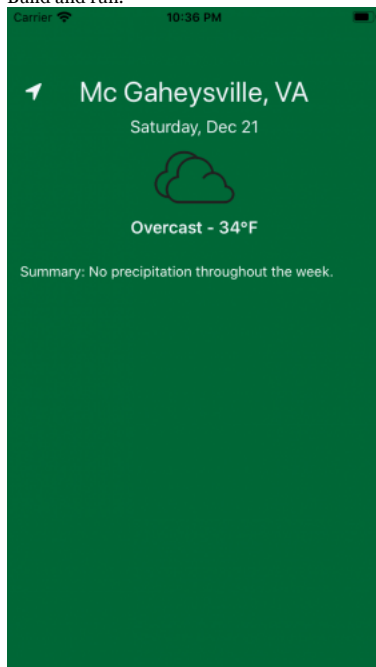 Build and run.
Carrier 10:36 PM
Mc Gaheysville, VA
Saturday, Dec 21
Overcast - 34°F
Summary: No precipitation throughout the week.